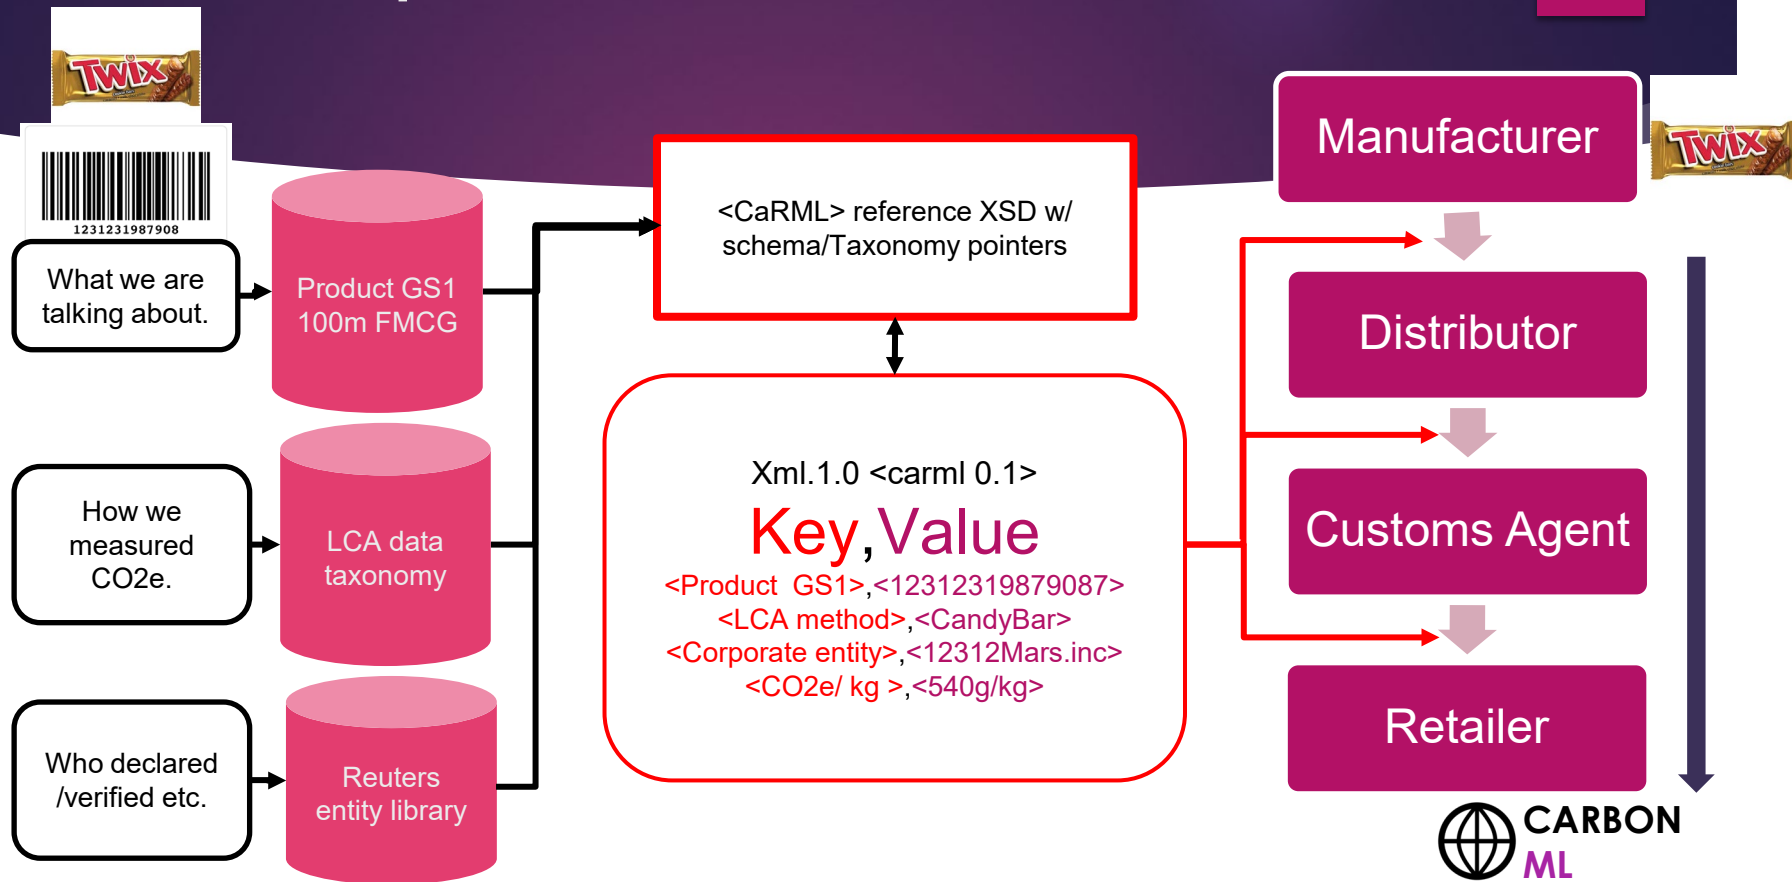 TWIX
1231231987908
What we are
talking about.
Product GS1
100m FMCG
How we
measured
CO2e.
LCA data
taxonomy
Who declared
/verified etc.
Reuters
entity library
<CaRML> reference XSD w/
schema/Taxonomy pointers
Xml.1.0 <carml 0.1>
Key,Value
<Product  GS1>,<12312319879087>
<LCA method>,<CandyBar>
<Corporate entity>,<12312Mars.inc>
<CO2e/ kg >,<540g/kg>
Manufacturer
TWIX
Distributor
Customs Agent
Retailer
CARBON
ML